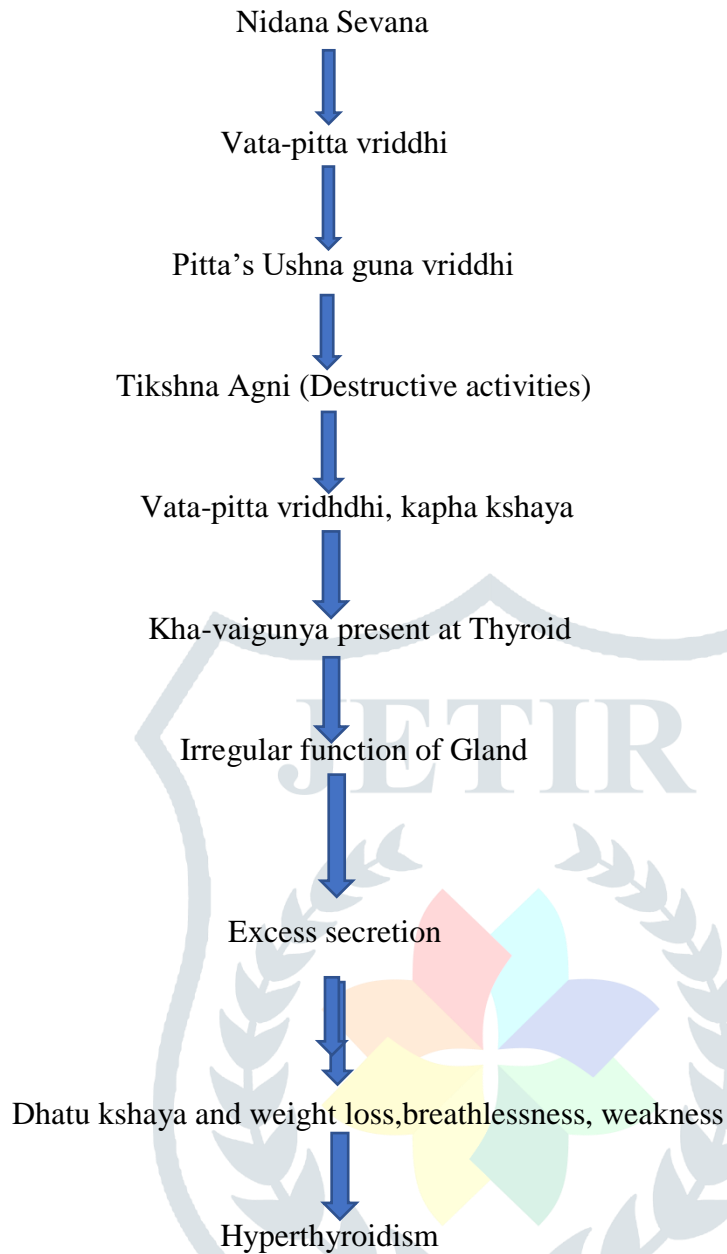 Nidana Sevana
Vata-pitta vriddhi
Pitta’s Ushna guna vriddhi
Tikshna Agni (Destructive activities)
Vata-pitta vridhdhi, kapha kshaya
Kha-vaigunya present at Thyroid
JETIR
Irregular function of Gland
Excess secretion
Dhatu kshaya and weight loss,breathlessness, weakness
Hyperthyroidism